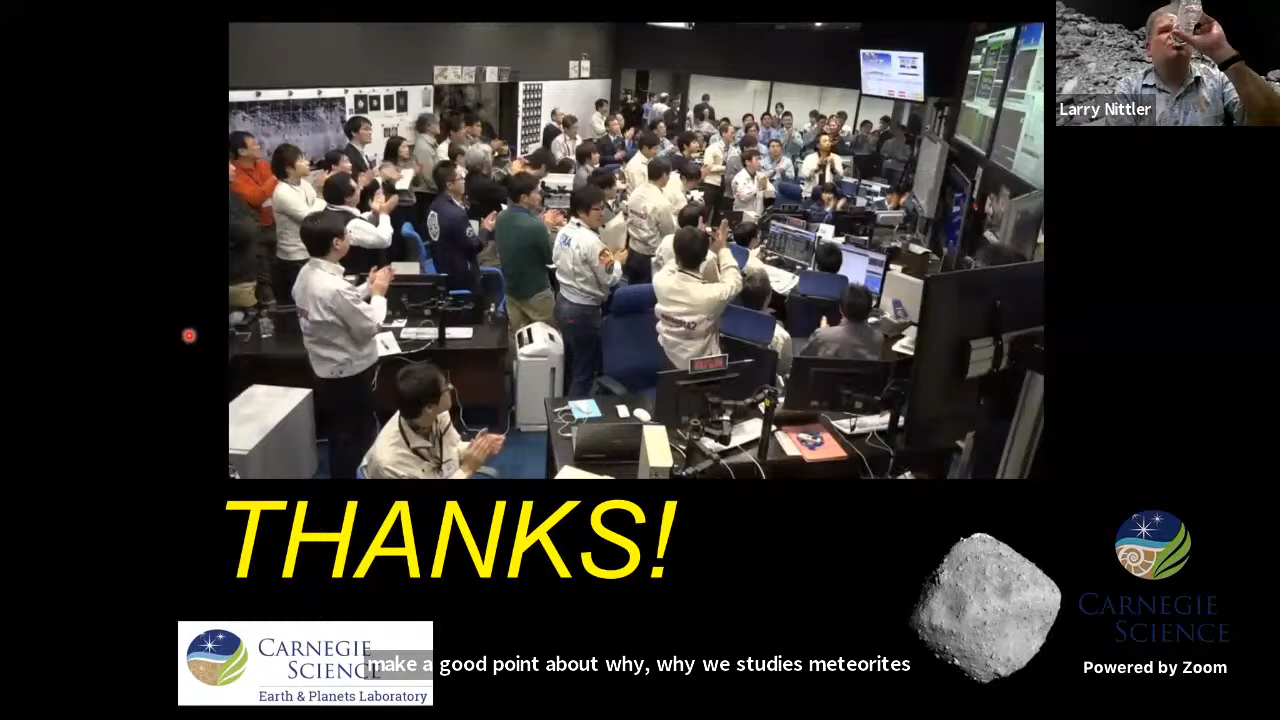 Larry Nittler
THANKS!
CARNEGIE
SCIENCE
Earth & Planets Laboratory
CARNEGIE
SCIENCE
make a good point about why, why we studies meteorites
Powered by Zoom